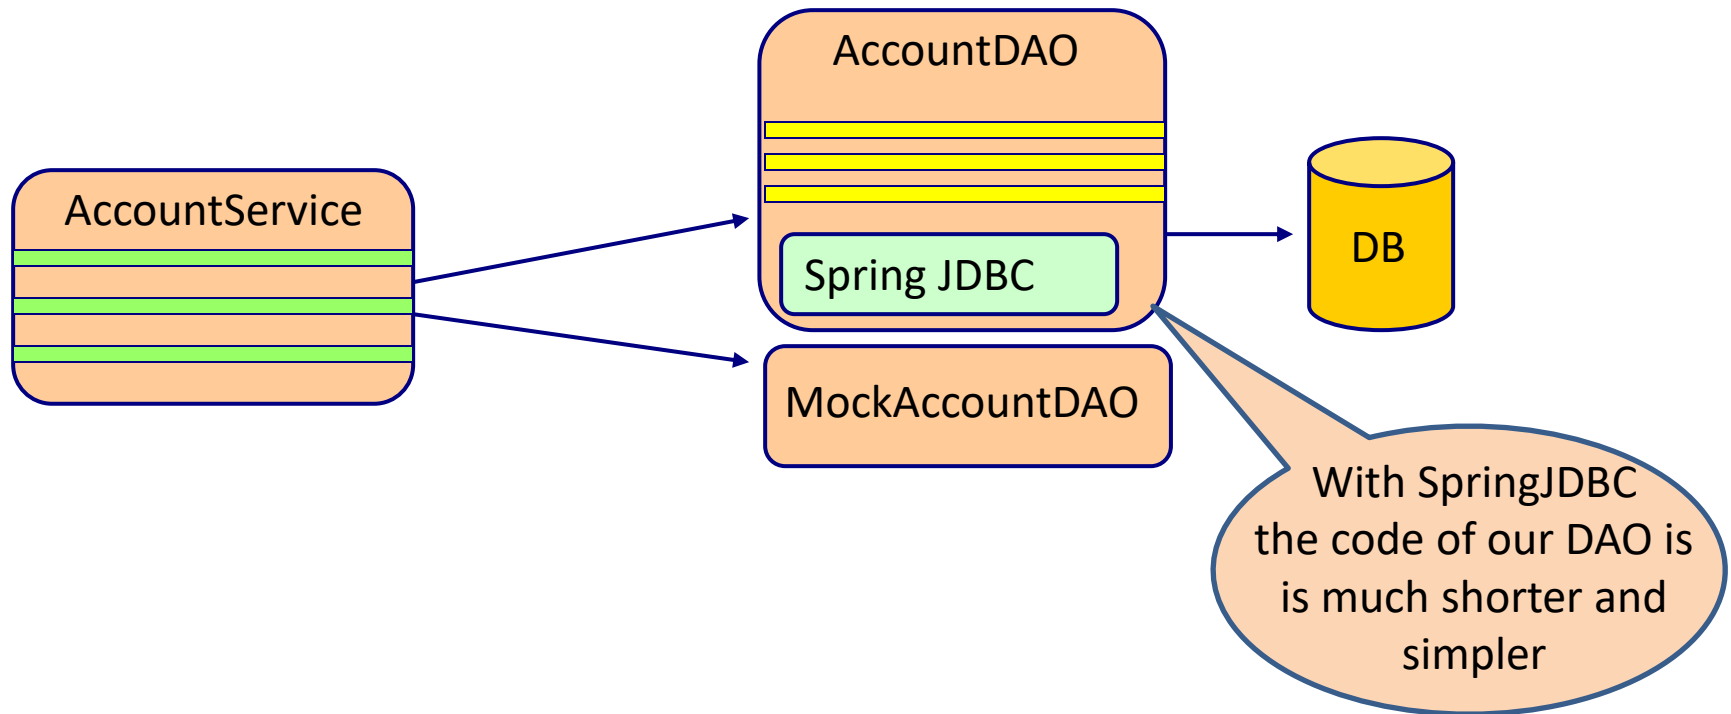 AccountDAO
AccountService
DB
Spring JDBC
MockAccountDAO
With SpringJDBC
the code of our DAO is
is much shorter and
simpler